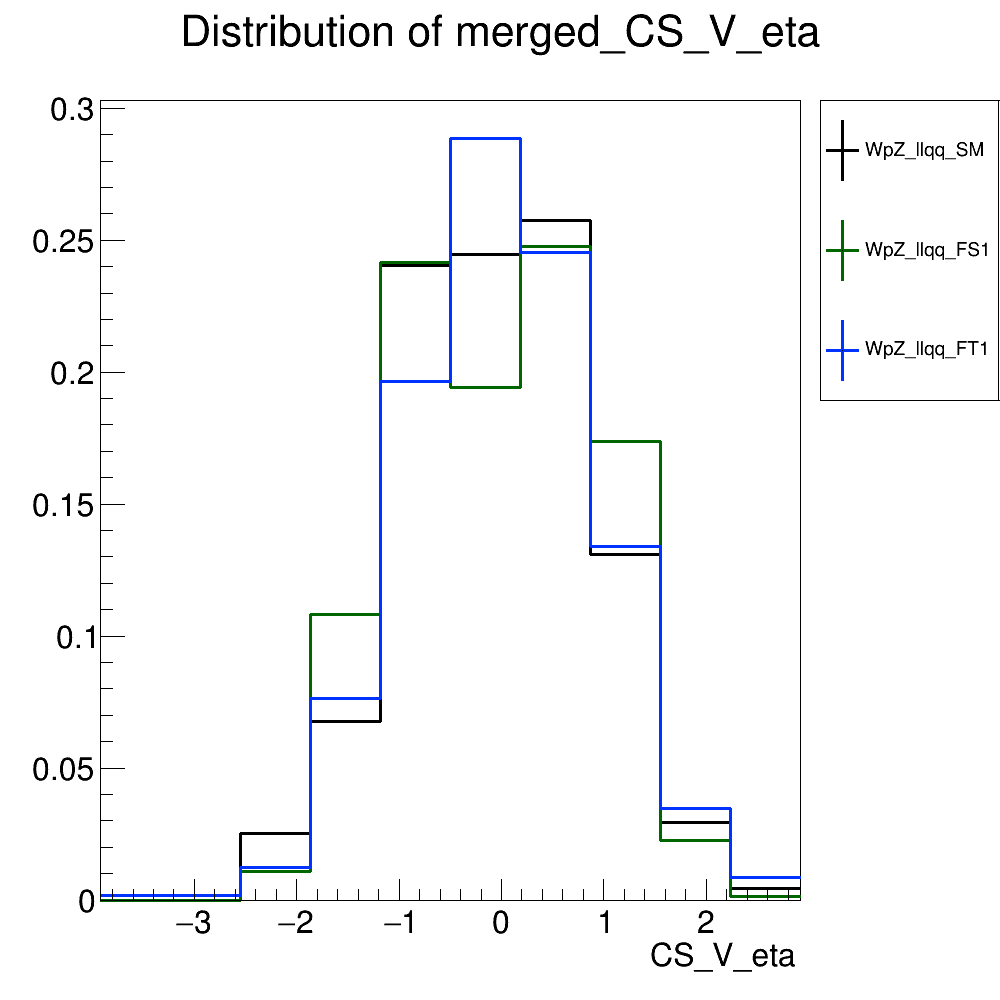 Distribution of merged_CS_V_eta
0.3
0.25
0.2
0.15
0.1
0.05
0
−3 −2 −1 0 1 2
CS_V_eta
WpZ_llqq_SM
WpZ_llqq_FS1
WpZ_llqq_FT1